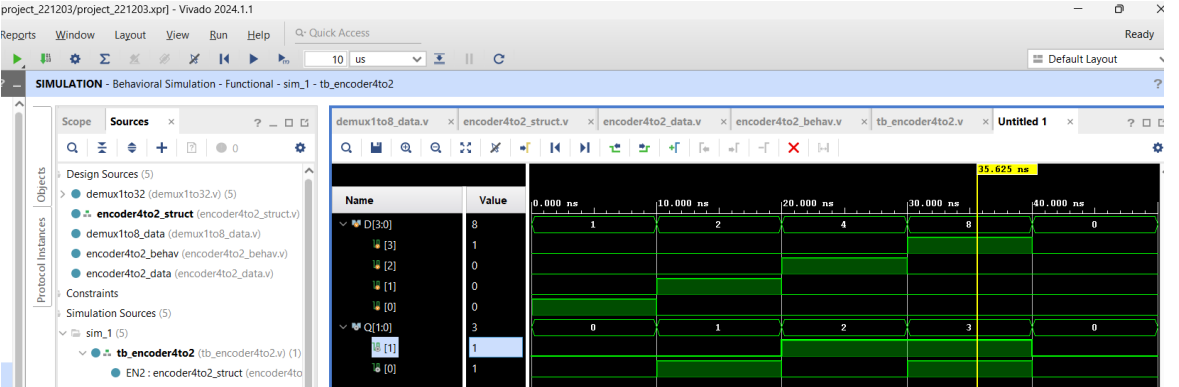 project_221203/project_221203.xpr] - Vivado 2024.1.1
Reports Window Layout View Run Help Quick Access Ready
10 us Default Layout
SIMULATION - Behavioral Simulation - Functional - sim_1 - tb_encoder4to2 ?
Scope Sources × ? _
demux1to8_data.v × encoder4to2_struct.v × encoder4to2_data.v × encoder4to2_behav.v × tb_encoder4to2.v × Untitled 1 × ?
0
Objects
Protocol Instances
Design Sources (5)
demux1to32 (demux1to32.v) (5)
encoder4to2_struct (encoder4to2_struct.v)
demux1to8_data (demux1to8_data.v)
encoder4to2_behav (encoder4to2_behav.v)
encoder4to2_data (encoder4to2_data.v)
Constraints
Simulation Sources (5)
sim_1 (5)
tb_encoder4to2 (tb_encoder4to2.v) (1)
EN2 : encoder4to2_struct (encoder4to
35.625 ns
Name Value 0.000 ns 10.000 ns 20.000 ns 30.000 ns 40.000 ns
D[3:0] 8 1 2 4 8 0
[3] 1
[2] 0
[1] 0
[0] 0
Q[1:0] 3 0 1 2 3 0
[1] 1
[0] 1